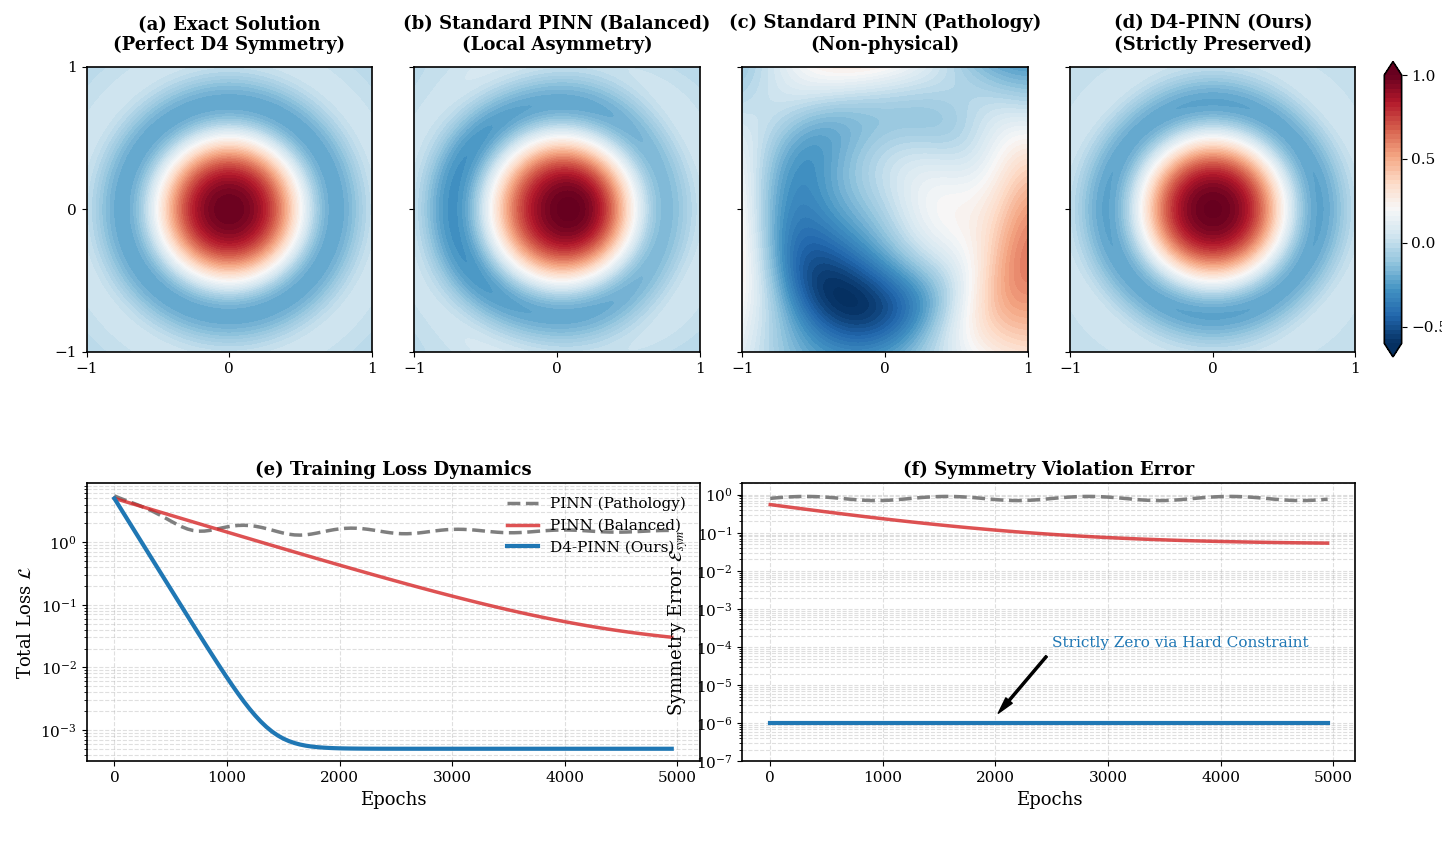 (a) Exact Solution
(Perfect D4 Symmetry)
(b) Standard PINN (Balanced)
(Local Asymmetry)
(c) Standard PINN (Pathology)
(Non-physical)
(d) D4-PINN (Ours)
(Strictly Preserved)
1
0
−1
−1 0 1
−1 0 1
−1 0 1
−1 0 1
1.0
0.5
0.0
−0.5
(e) Training Loss Dynamics
Total Loss ℒ
10⁰
10⁻¹
10⁻²
10⁻³
PINN (Pathology)
PINN (Balanced)
D4-PINN (Ours)
0 1000 2000 3000 4000 5000
Epochs
(f) Symmetry Violation Error
Symmetry Error ℰsym
10⁰
10⁻¹
10⁻²
10⁻³
10⁻⁴
10⁻⁵
10⁻⁶
10⁻⁷
Strictly Zero via Hard Constraint
0 1000 2000 3000 4000 5000
Epochs